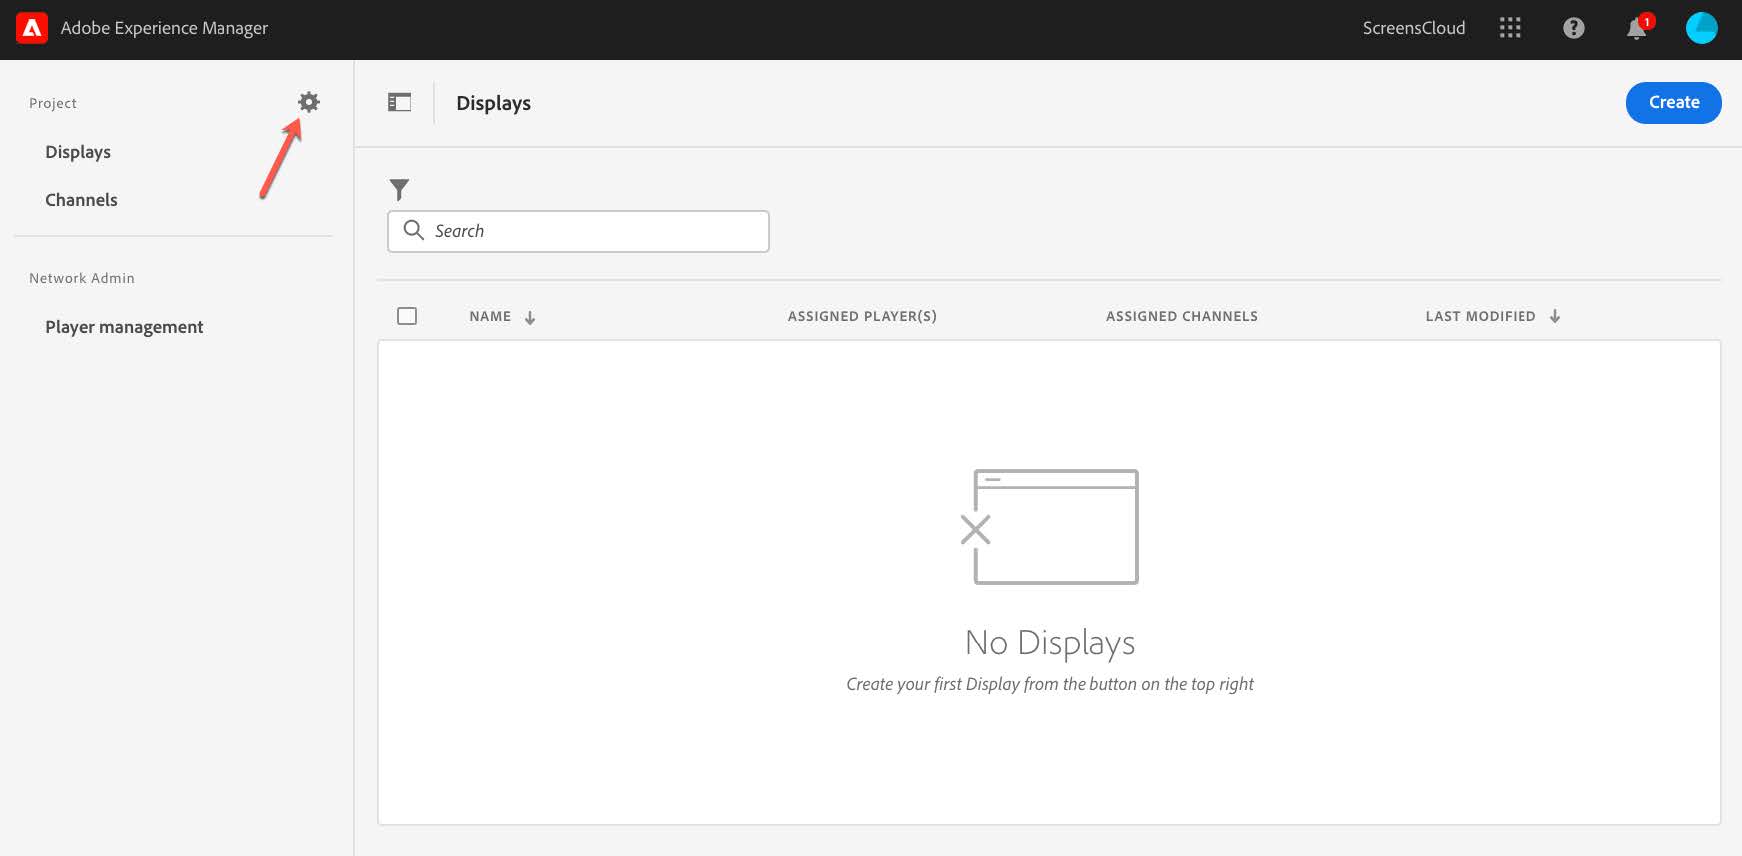 Adobe Experience Manager
ScreensCloud
1
Project
Displays
Channels
Network Admin
Player management
Displays
Create
Search
NAME
ASSIGNED PLAYER(S)
ASSIGNED CHANNELS
LAST MODIFIED
No Displays
Create your first Display from the button on the top right